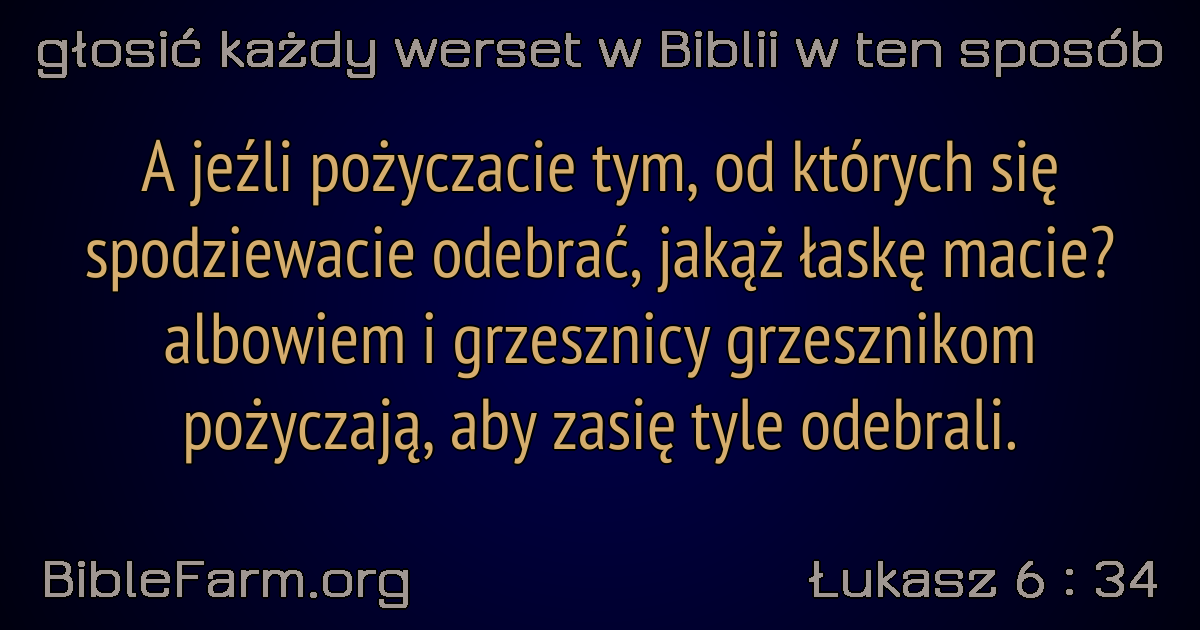 głosić każdy werset w Biblii w ten sposób
A jeźli pożyczacie tym, od których się
spodziewacie odebrać, jakąż łaskę macie?
albowiem i grzesznicy grzesznikom
pożyczają, aby zasię tyle odebrali.
BibleFarm.org
Łukasz 6 : 34